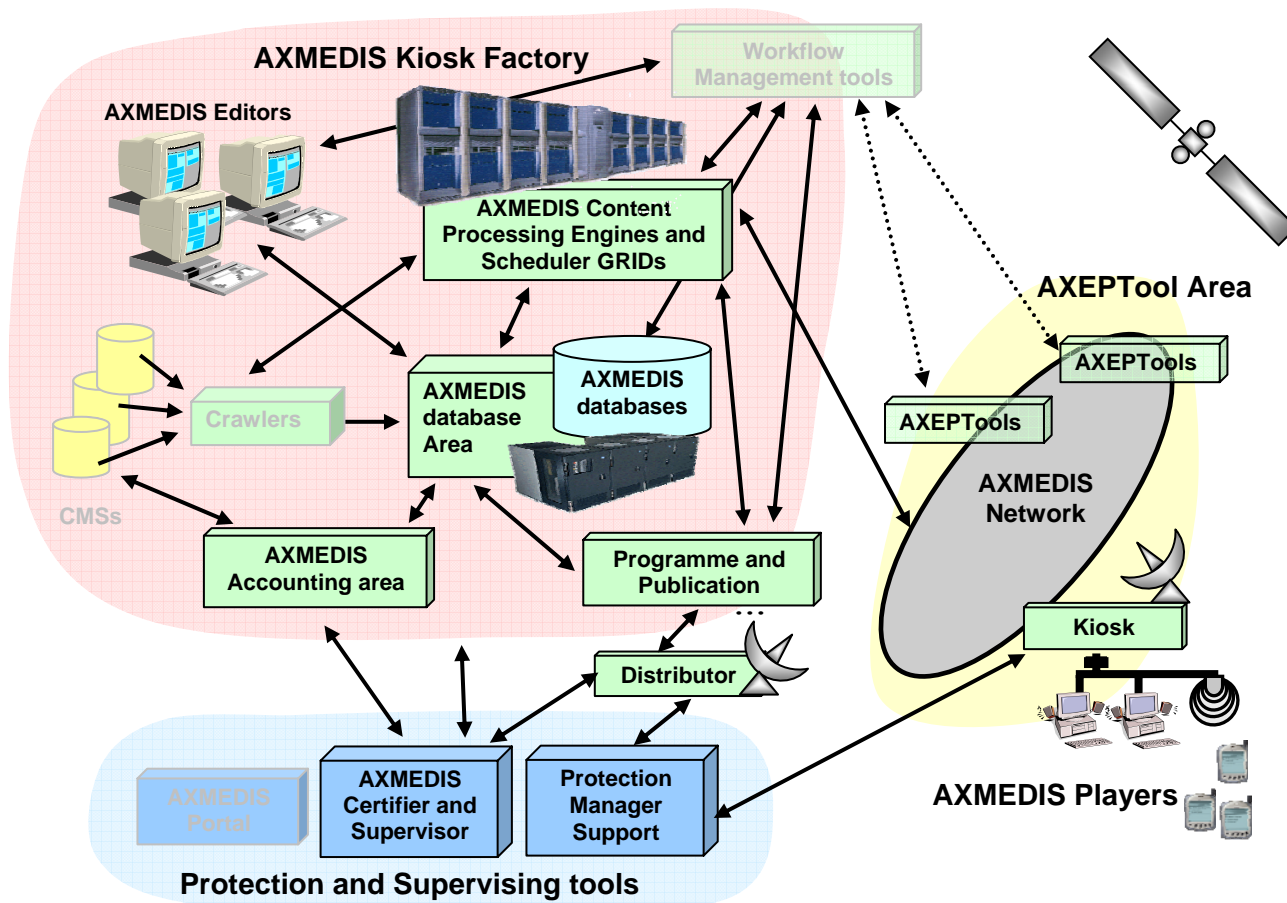 AXMEDIS Kiosk Factory
Workflow
Management tools
AXMEDIS Editors
AXMEDIS Content
Processing Engines and
Scheduler GRIDs
AXEPTool Area
AXEPTools
AXEPTools
AXMEDIS
database
Area
AXMEDIS
databases
Crawlers
CMSs
AXMEDIS
Network
AXMEDIS
Accounting area
Programme and
Publication
...
Kiosk
Distributor
AXMEDIS
Portal
AXMEDIS
Certifier and
Supervisor
Protection
Manager
Support
AXMEDIS Players
Protection and Supervising tools